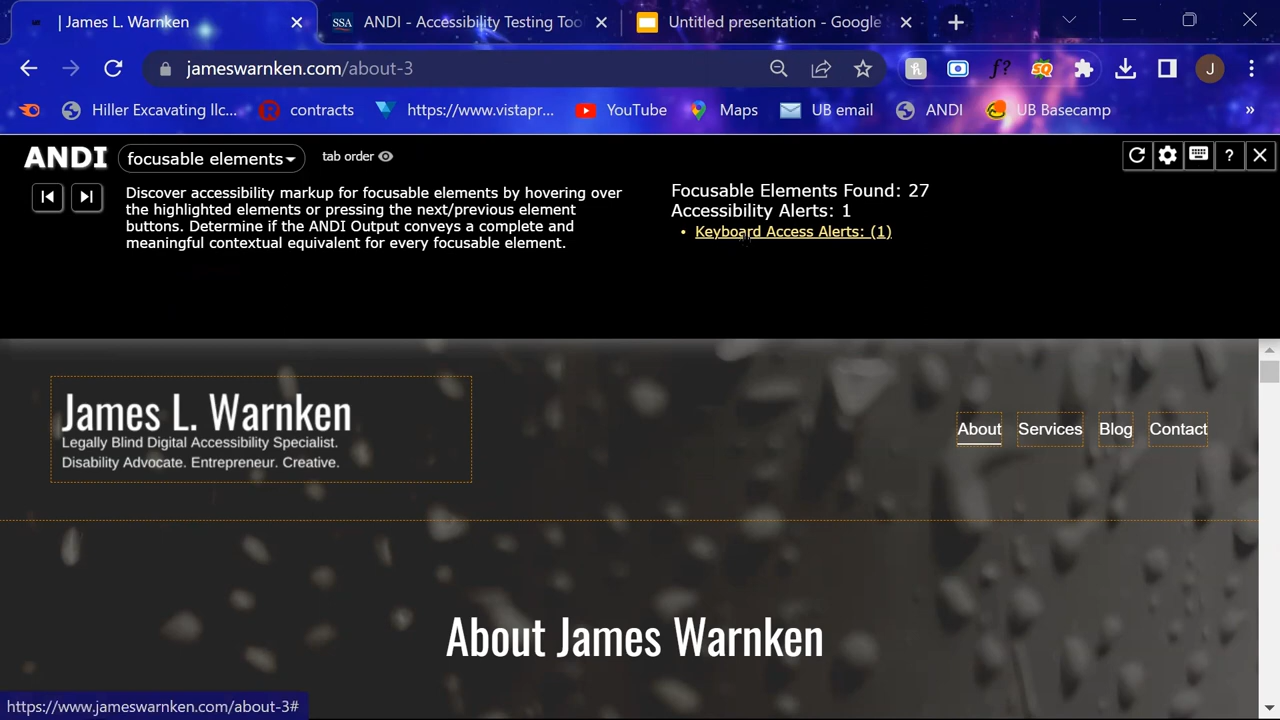 | James L. Warnken
ANDI - Accessibility Testing Too
Untitled presentation - Google
jameswarnken.com/about-3
J
Hiller Excavating llc...
contracts
https://www.vistapr...
YouTube
Maps
UB email
ANDI
UB Basecamp
»
ANDI
focusable elements
tab order
?
Discover accessibility markup for focusable elements by hovering over
the highlighted elements or pressing the next/previous element
buttons. Determine if the ANDI Output conveys a complete and
meaningful contextual equivalent for every focusable element.
Focusable Elements Found: 27
Accessibility Alerts: 1
• Keyboard Access Alerts: (1)
James L. Warnken
Legally Blind Digital Accessibility Specialist.
Disability Advocate. Entrepreneur. Creative.
About Services Blog Contact
About James Warnken
https://www.jameswarnken.com/about-3#